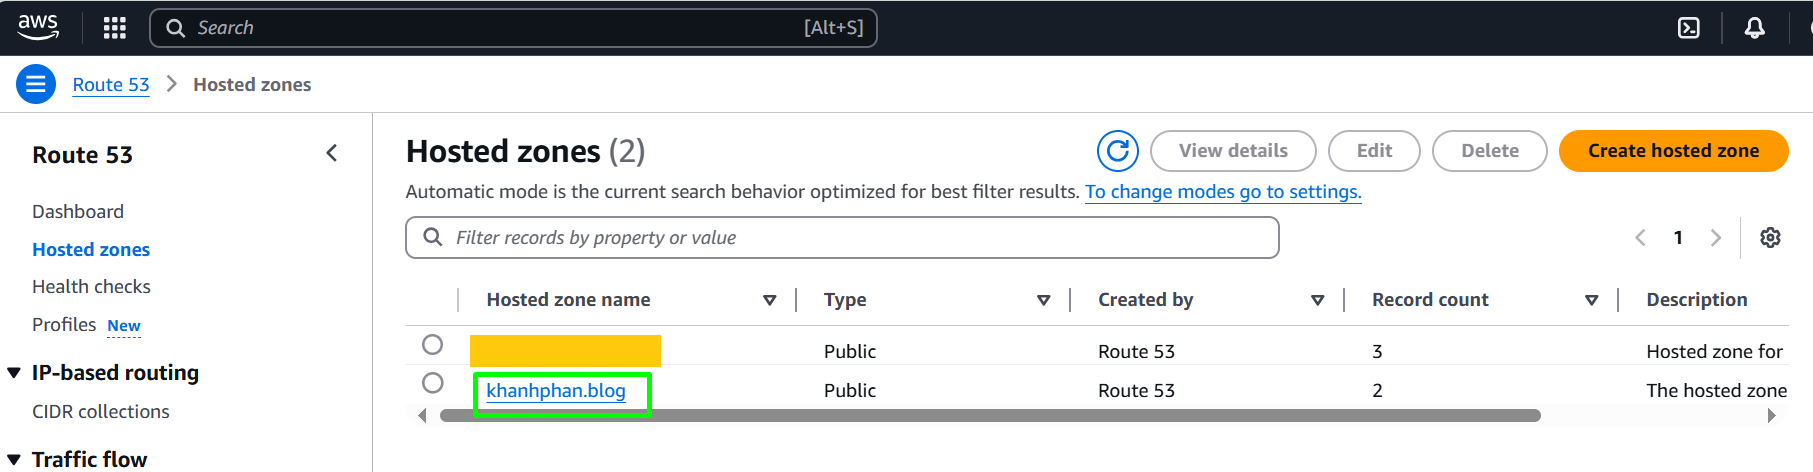 aws
Search [Alt+S]
Route 53 > Hosted zones
Route 53
Dashboard
Hosted zones
Health checks
Profiles New
IP-based routing
CIDR collections
Traffic flow
Hosted zones (2)
View details Edit Delete Create hosted zone
Automatic mode is the current search behavior optimized for best filter results. To change modes go to settings.
Filter records by property or value
1
Hosted zone name Type Created by Record count Description
Public Route 53 3 Hosted zone for
khanhphan.blog Public Route 53 2 The hosted zone